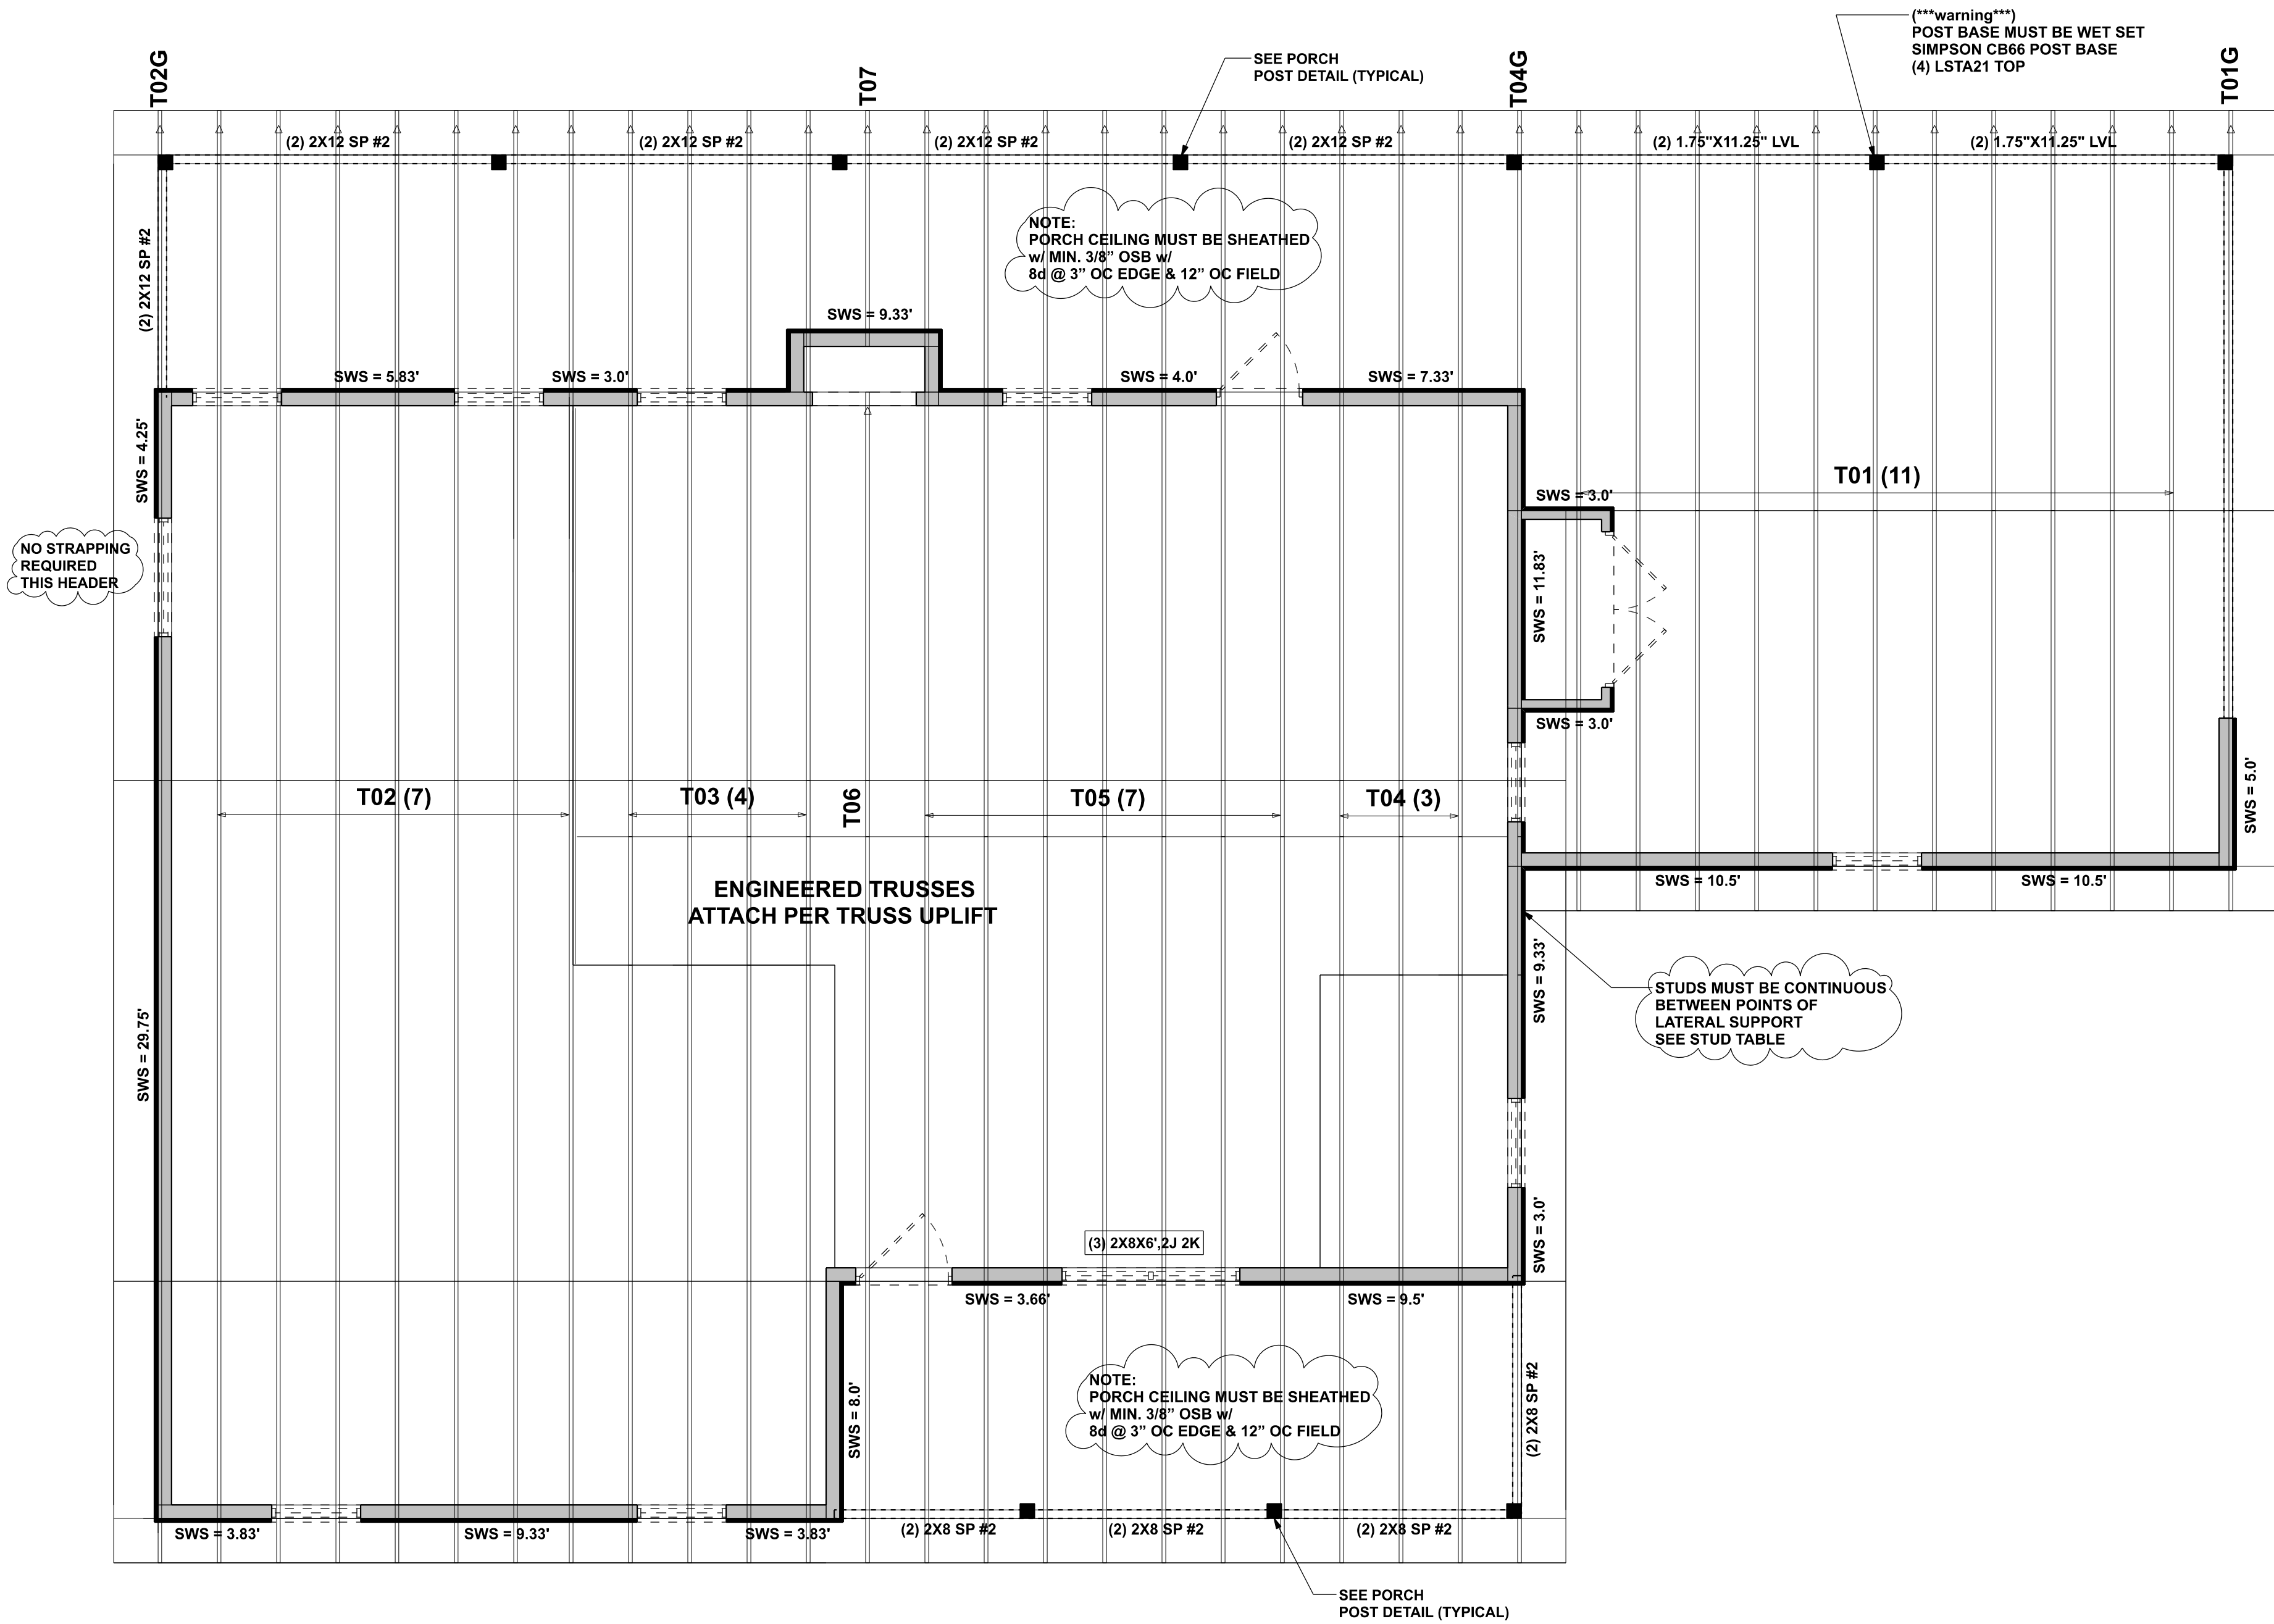 (***warning***)
POST BASE MUST BE WET SET
SIMPSON CB66 POST BASE
(4) LSTA21 TOP
T02G
T07
SEE PORCH
POST DETAIL (TYPICAL)
T04G
T01G
(2) 2X12 SP #2
(2) 2X12 SP #2
(2) 2X12 SP #2
(2) 2X12 SP #2
(2) 1.75"X11.25" LVL
(2) 1.75"X11.25" LVL
(2) 2X12 SP #2
NOTE:
PORCH CEILING MUST BE SHEATHED
w/ MIN. 3/8” OSB w/
8d @ 3” OC EDGE & 12” OC FIELD
SWS = 9.33'
SWS = 5.83'
SWS = 3.0'
SWS = 4.0'
SWS = 7.33'
SWS = 4.25'
T01 (11)
SWS = 3.0'
NO STRAPPING
REQUIRED
THIS HEADER
SWS = 11.83'
SWS = 3.0'
T02 (7)
T03 (4)
T06
T05 (7)
T04 (3)
SWS = 5.0'
ENGINEERED TRUSSES
ATTACH PER TRUSS UPLIFT
SWS = 10.5'
SWS = 10.5'
SWS = 9.33'
STUDS MUST BE CONTINUOUS
BETWEEN POINTS OF
LATERAL SUPPORT
SEE STUD TABLE
SWS = 29.75'
(3) 2X8X6',2J 2K
SWS = 3.0'
SWS = 3.66'
SWS = 9.5'
NOTE:
PORCH CEILING MUST BE SHEATHED
w/ MIN. 3/8” OSB w/
8d @ 3” OC EDGE & 12” OC FIELD
SWS = 8.0'
(2) 2X8 SP #2
SWS = 3.83'
SWS = 9.33'
SWS = 3.83'
(2) 2X8 SP #2
(2) 2X8 SP #2
(2) 2X8 SP #2
SEE PORCH
POST DETAIL (TYPICAL)